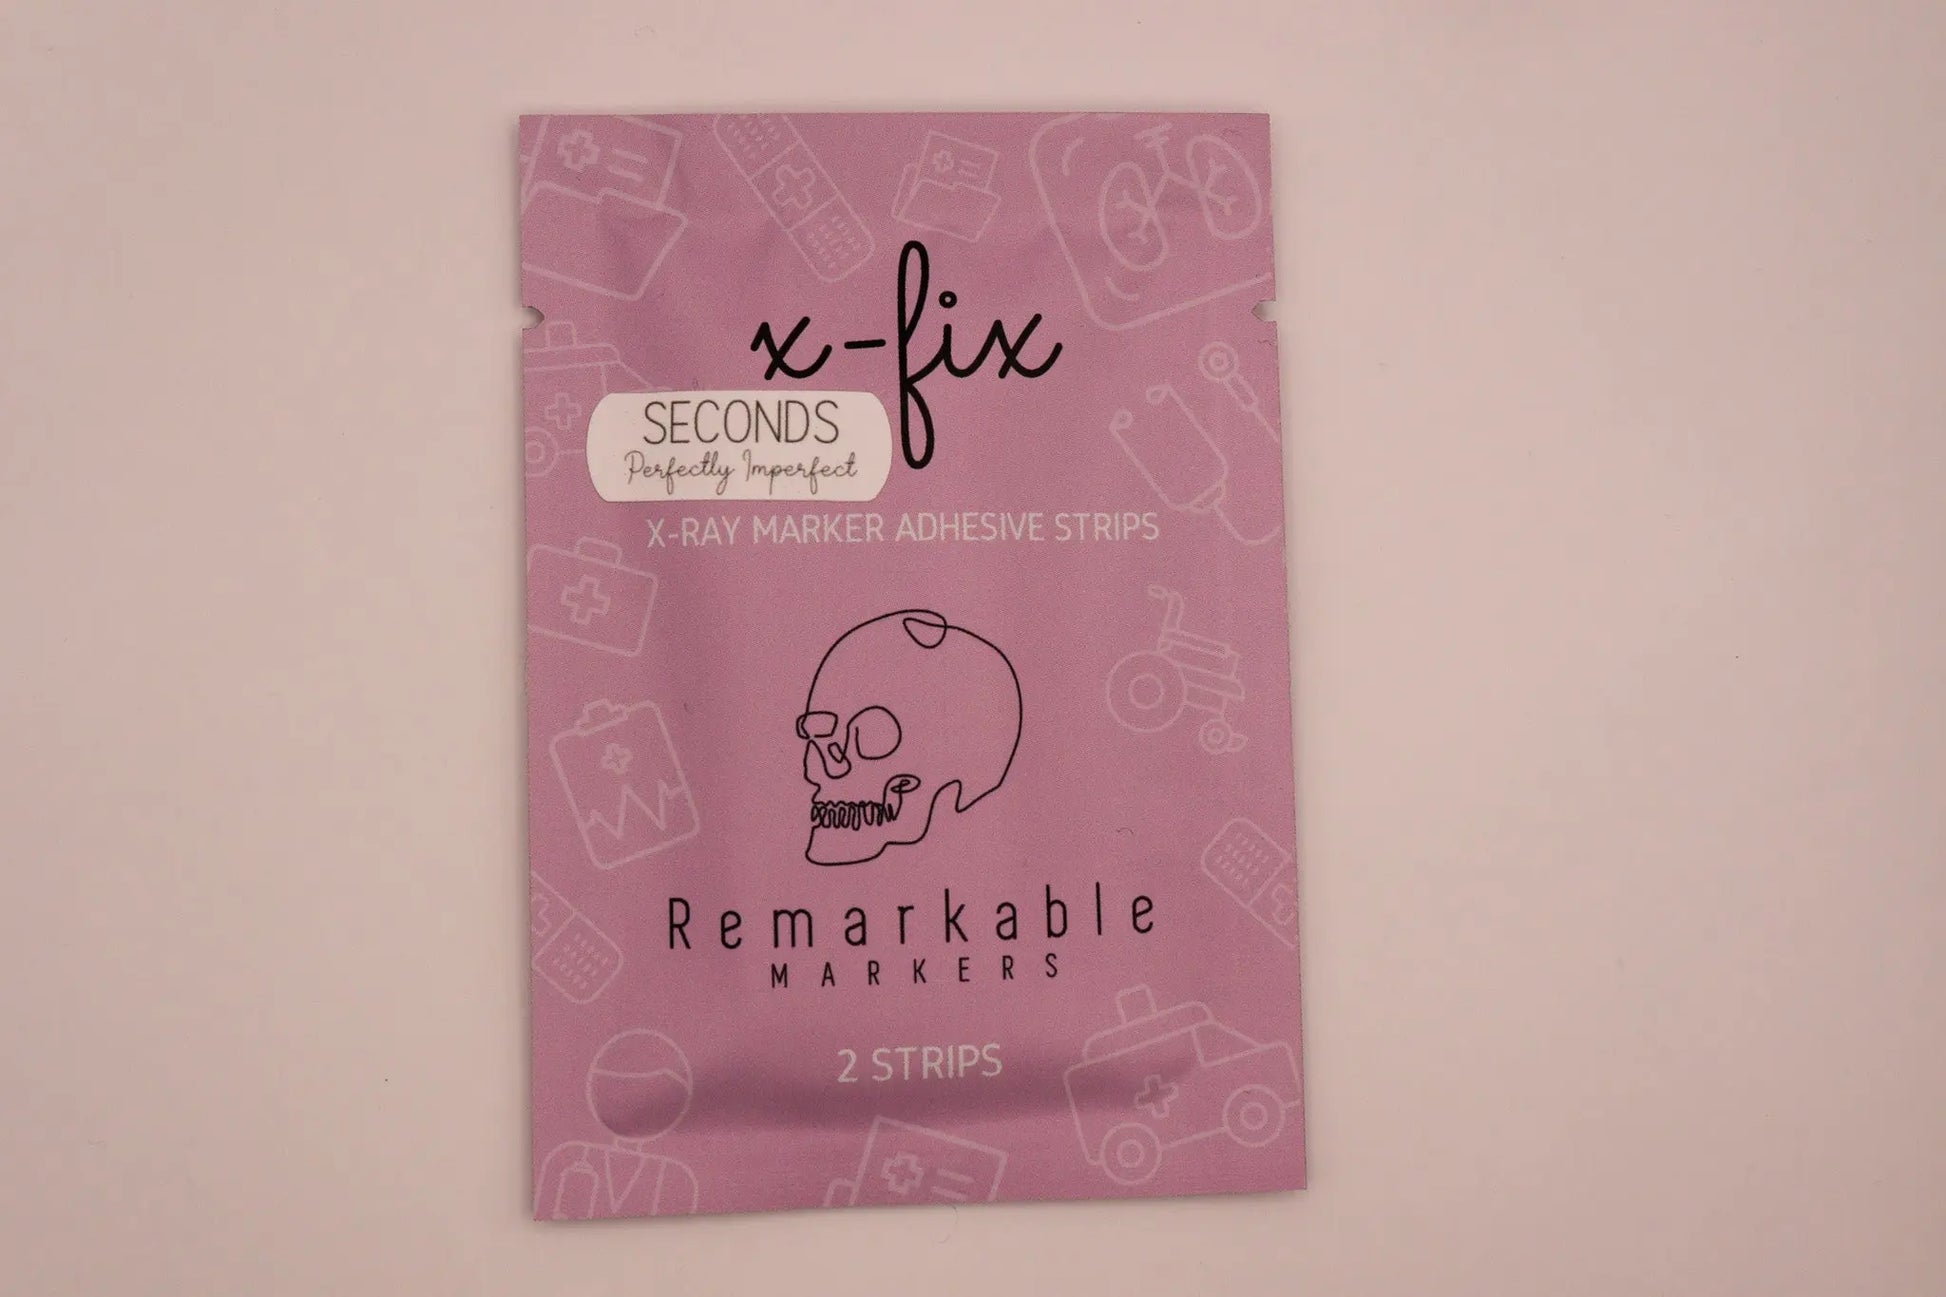 x-fix
SECONDS
Perfectly Imperfect
X-RAY MARKER ADHESIVE STRIPS
Remarkable
MARKERS
2 STRIPS